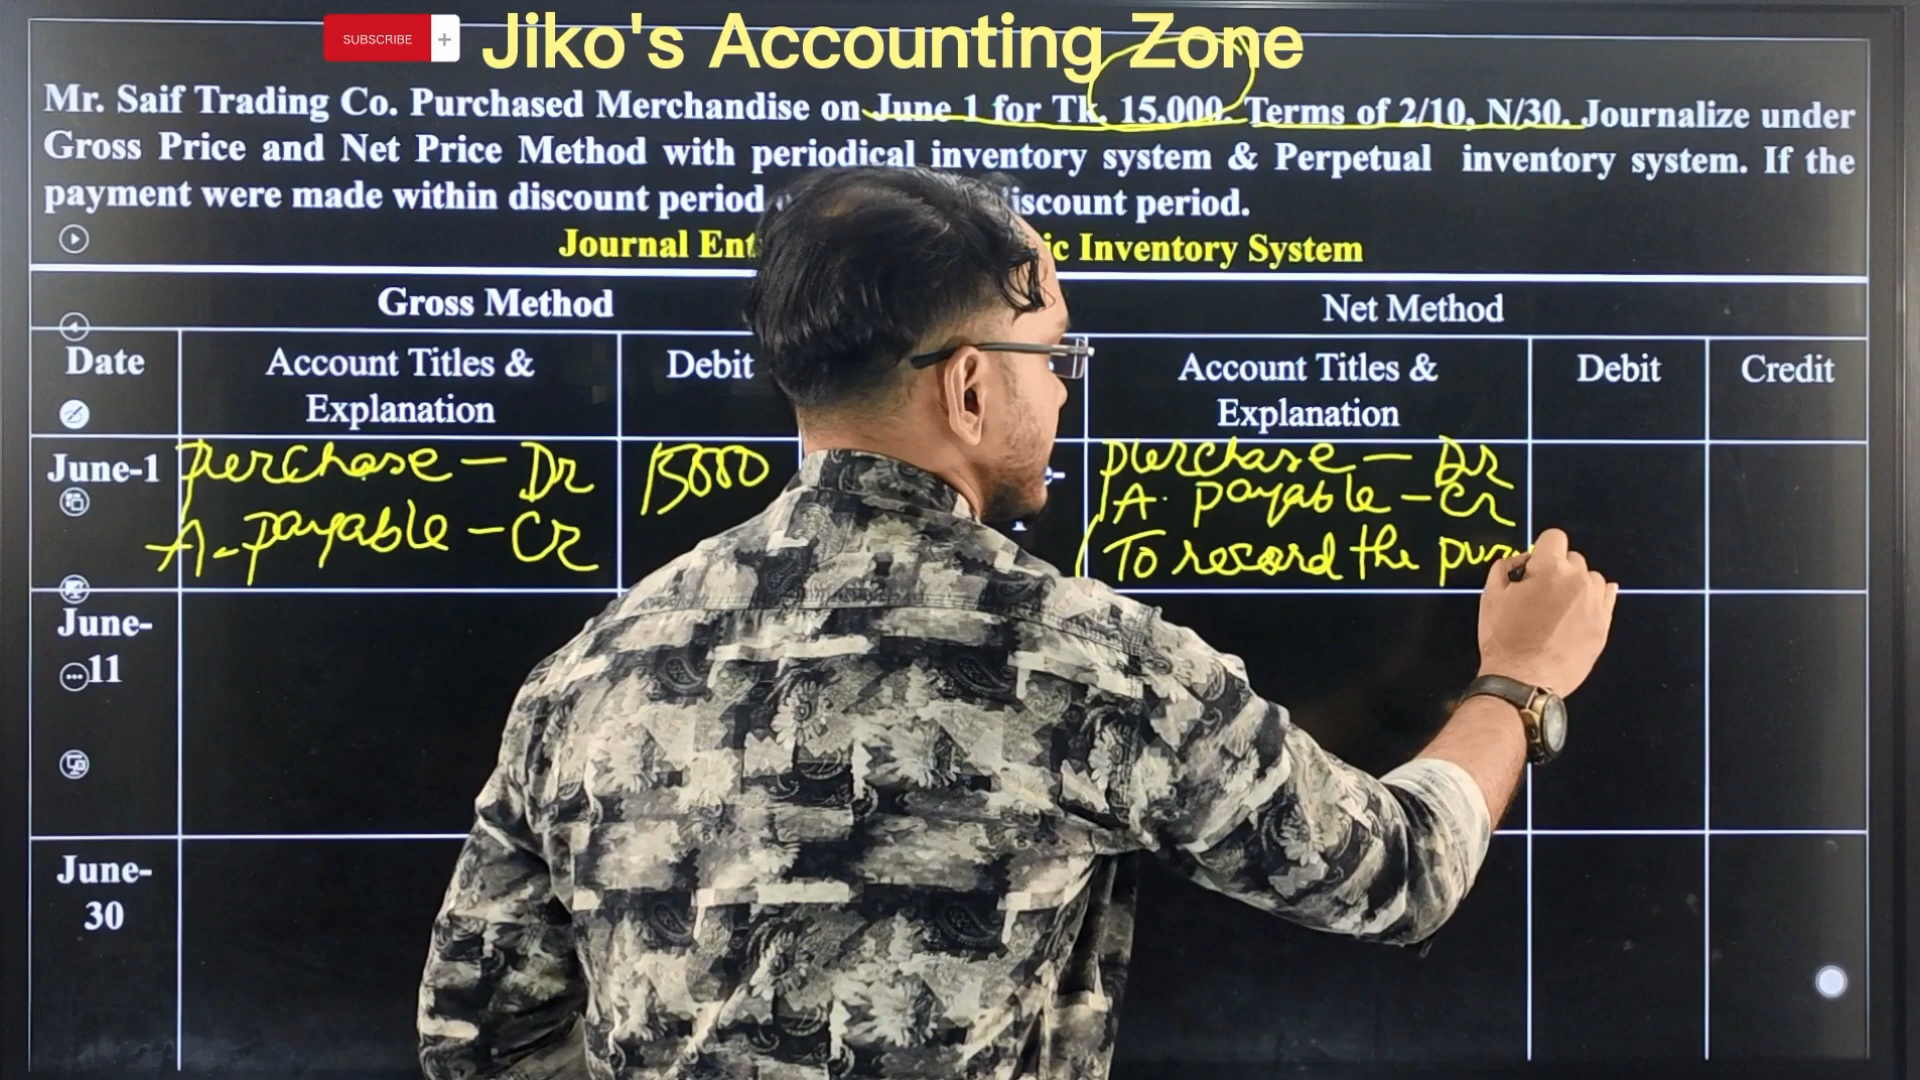 SUBSCRIBE +
Jiko's Accounting Zone
Mr. Saif Trading Co. Purchased Merchandise on June 1 for Tk. 15,000. Terms of 2/10, N/30. Journalize under
Gross Price and Net Price Method with periodical inventory system & Perpetual inventory system. If the
payment were made within discount period discount period.
Journal Inventory System
Gross Method
Net Method
Date
Account Titles &
Explanation
Debit
Account Titles &
Explanation
Debit
Credit
June-1
purchase - Dr
15000
A. payable - Cr
purchase - Dr
A. payable - Cr
(To record the
June-
11
June-
30